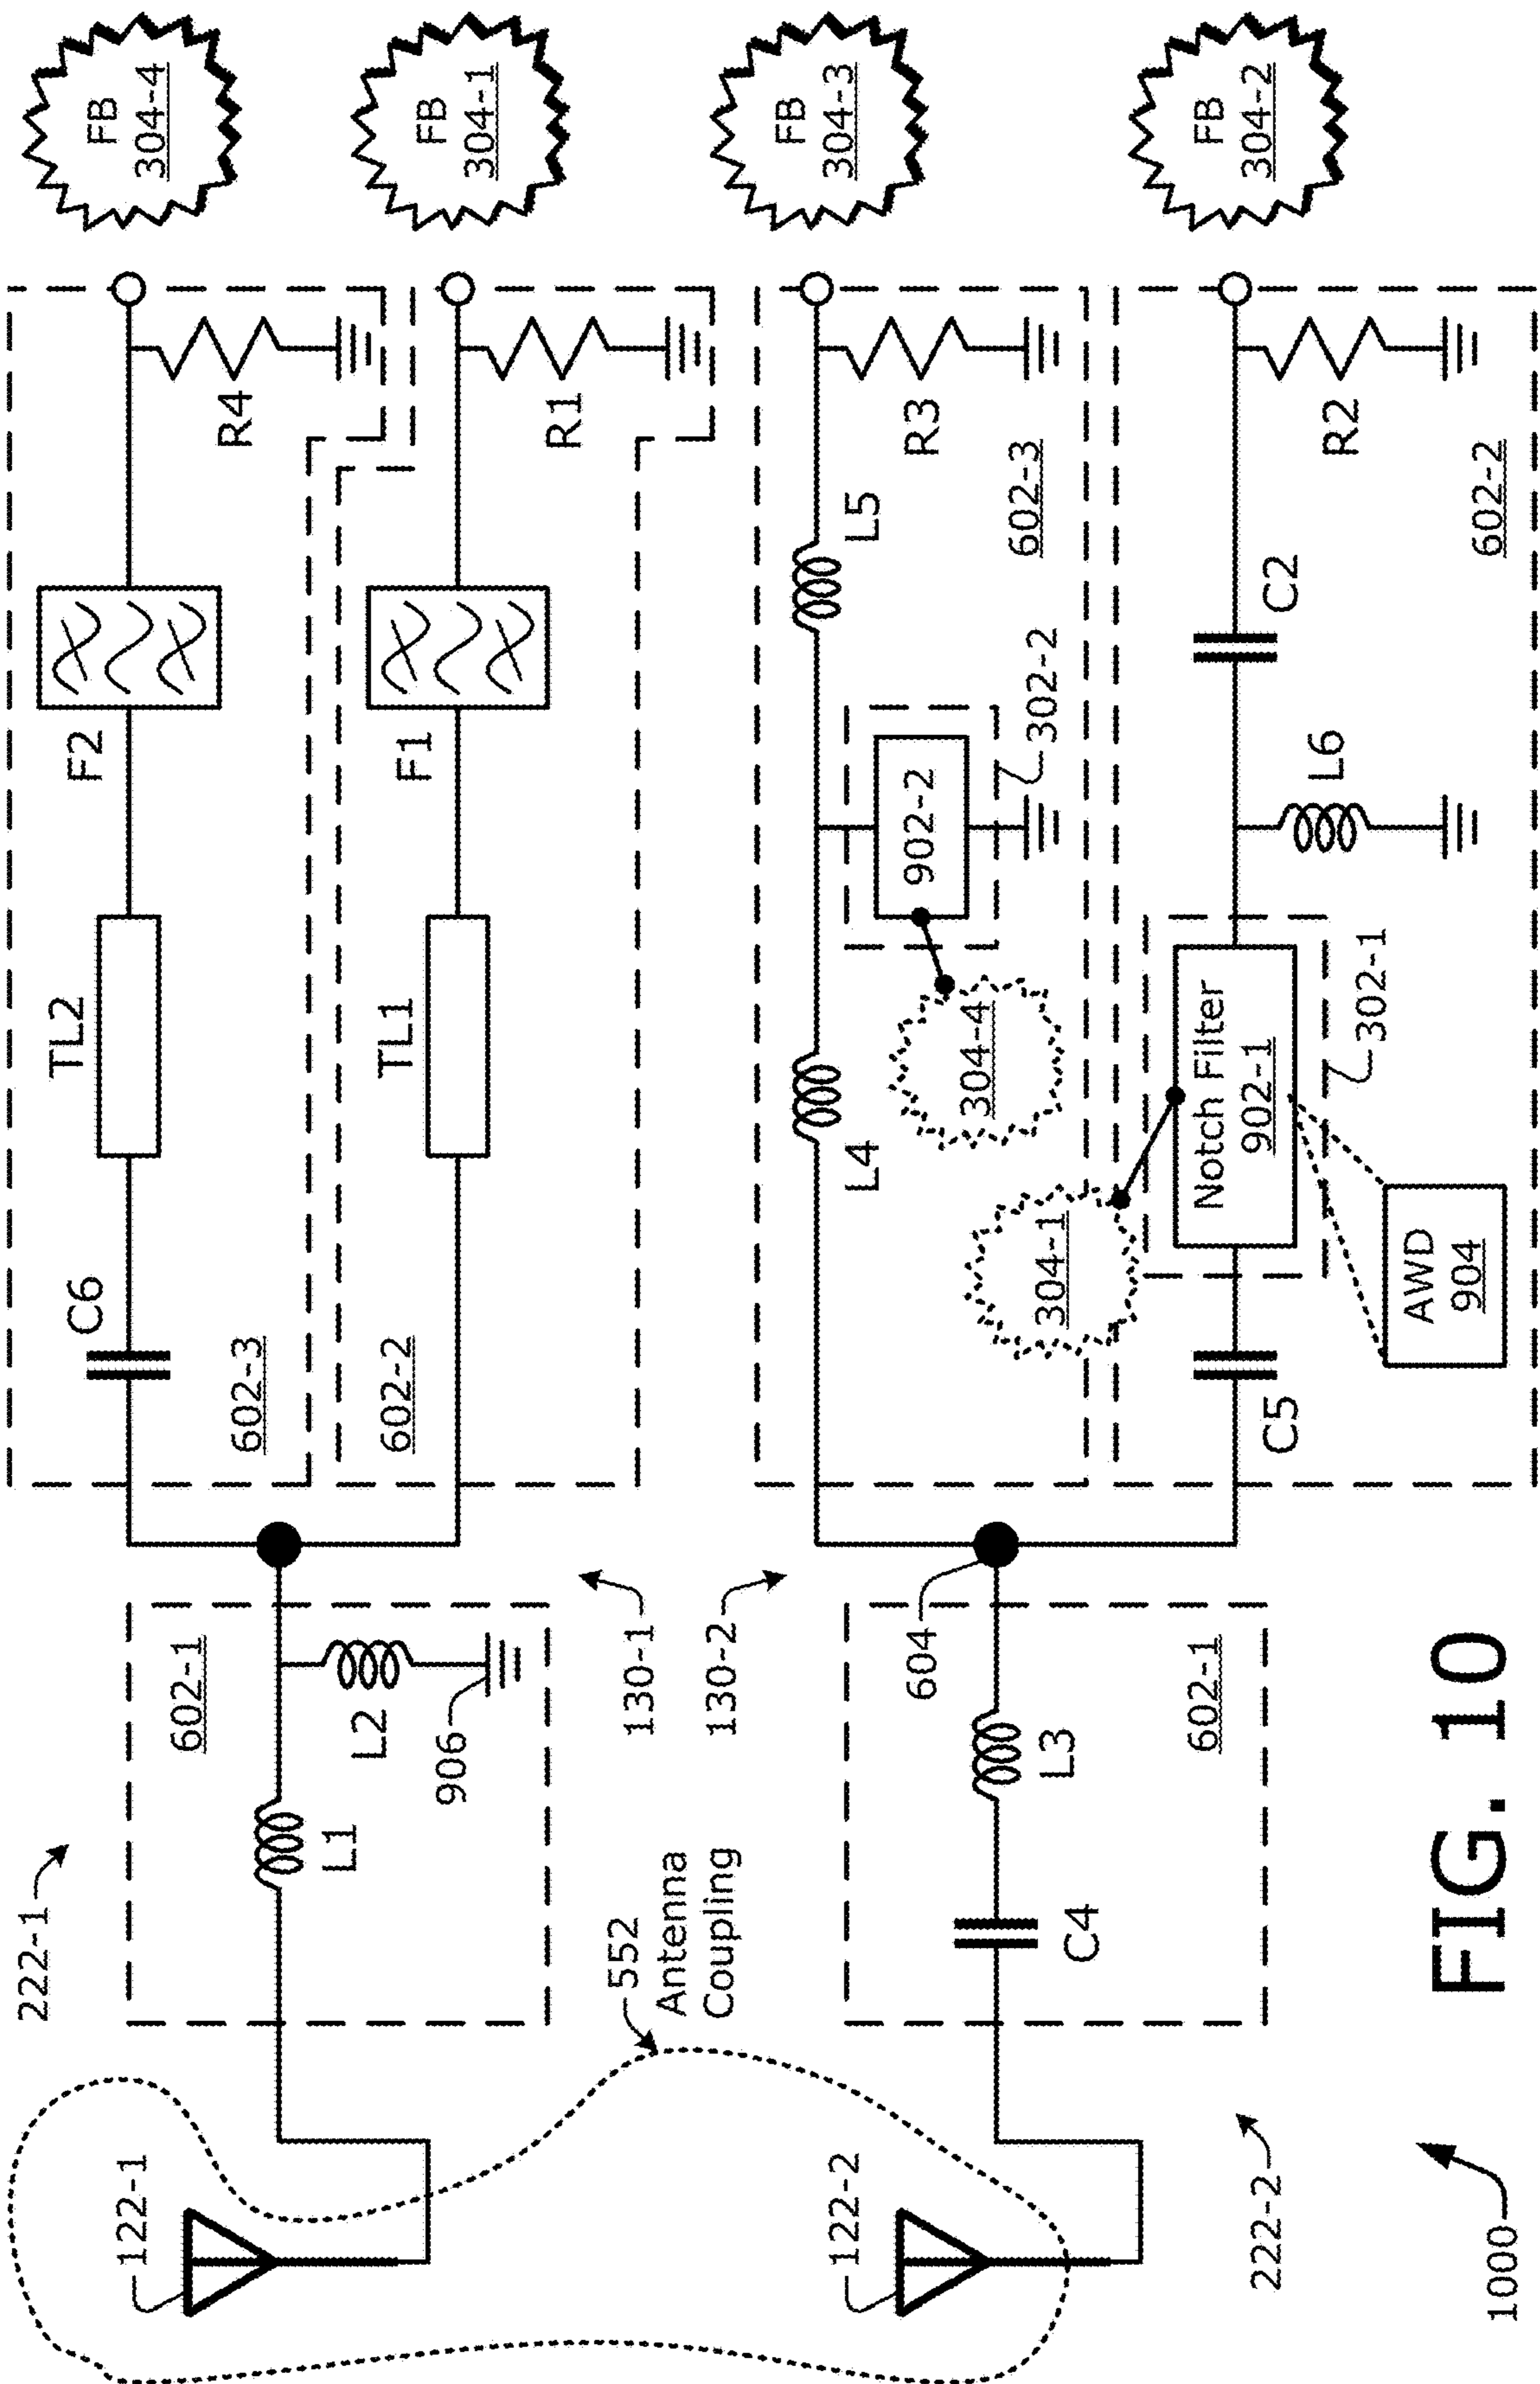 222-1
122-1
602-1
L1
L2
906
602-3
C6
TL2
F2
R4
FB
304-4
602-2
TL1
F1
R1
FB
304-1
130-1
552
Antenna
Coupling
130-2
604
122-2
C4
L3
602-1
222-2
L4
304-4
902-2
302-2
L5
R3
602-3
FB
304-3
304-1
C5
Notch Filter
902-1
302-1
AWD
904
L6
C2
R2
602-2
FB
304-2
1000
FIG. 10